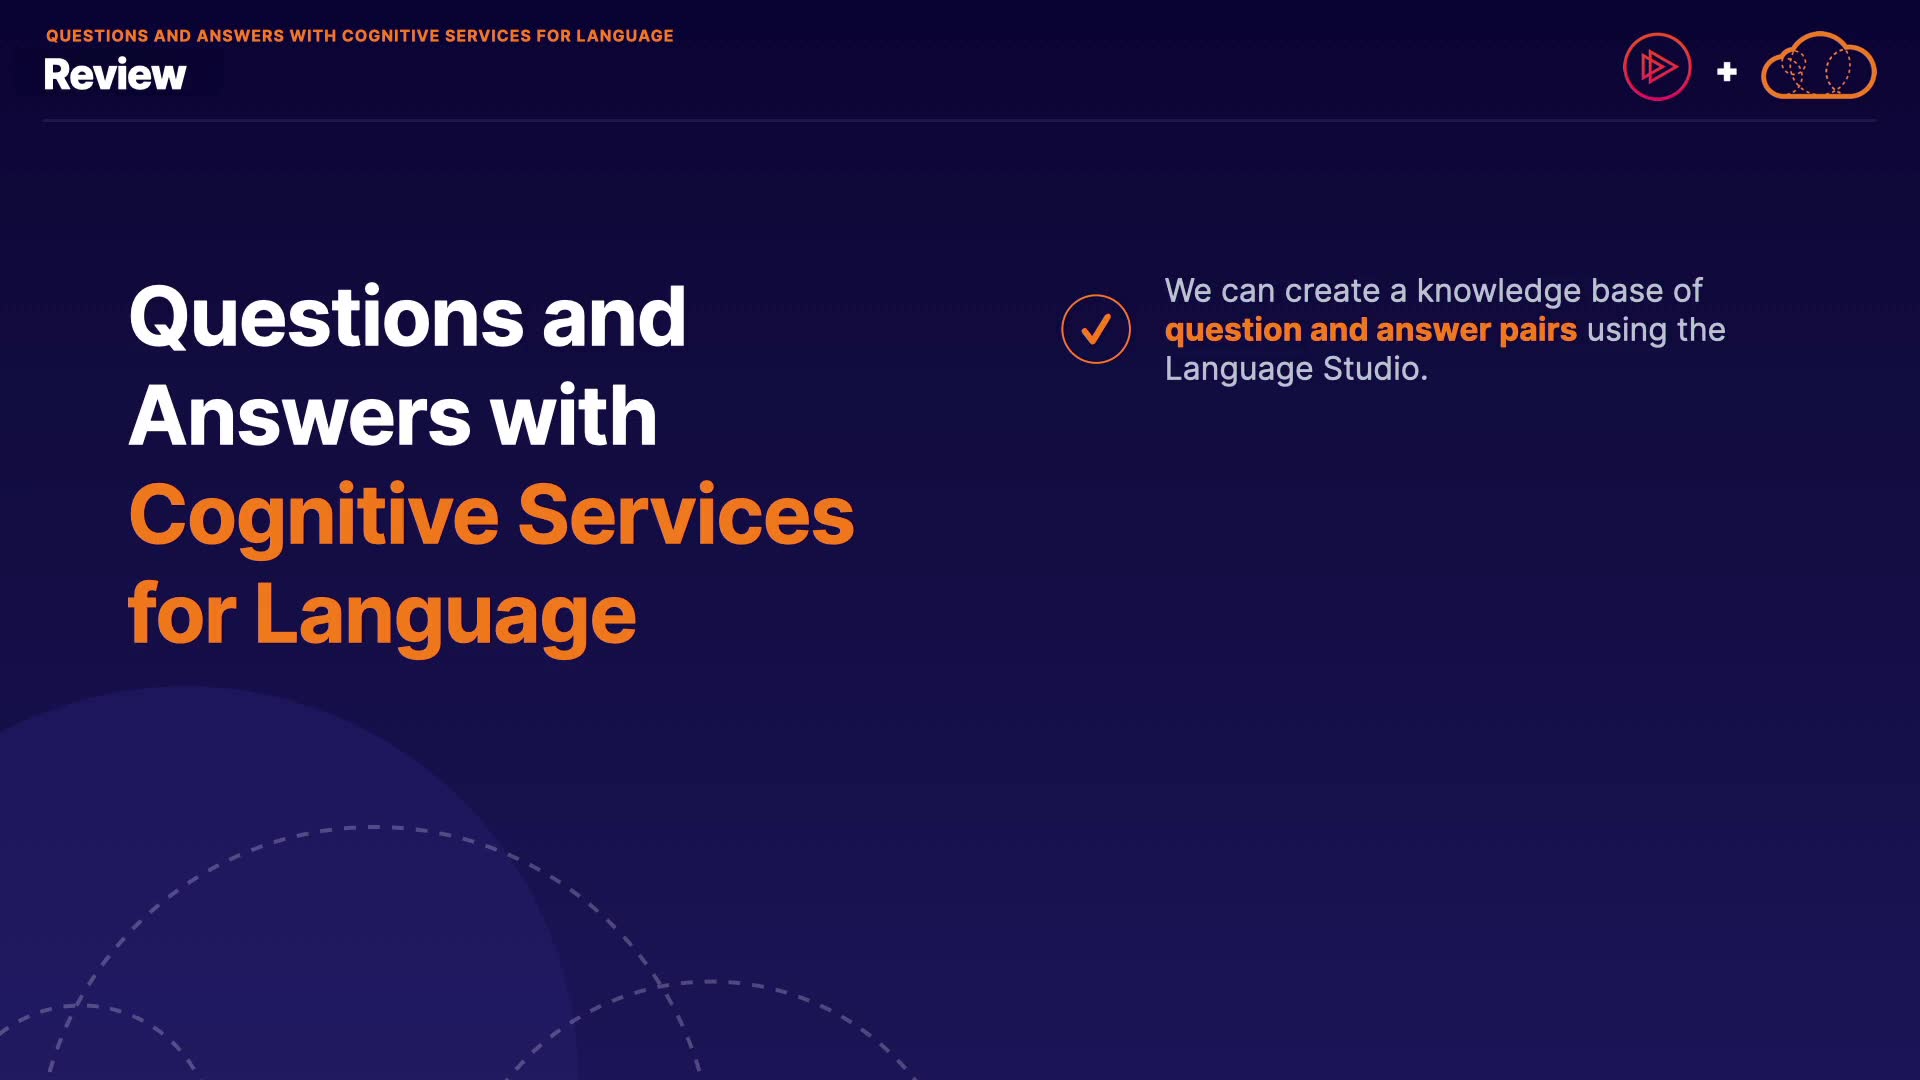 QUESTIONS AND ANSWERS WITH COGNITIVE SERVICES FOR LANGUAGE
Review
Questions and
Answers with
Cognitive Services
for Language
We can create a knowledge base of
question and answer pairs using the
Language Studio.